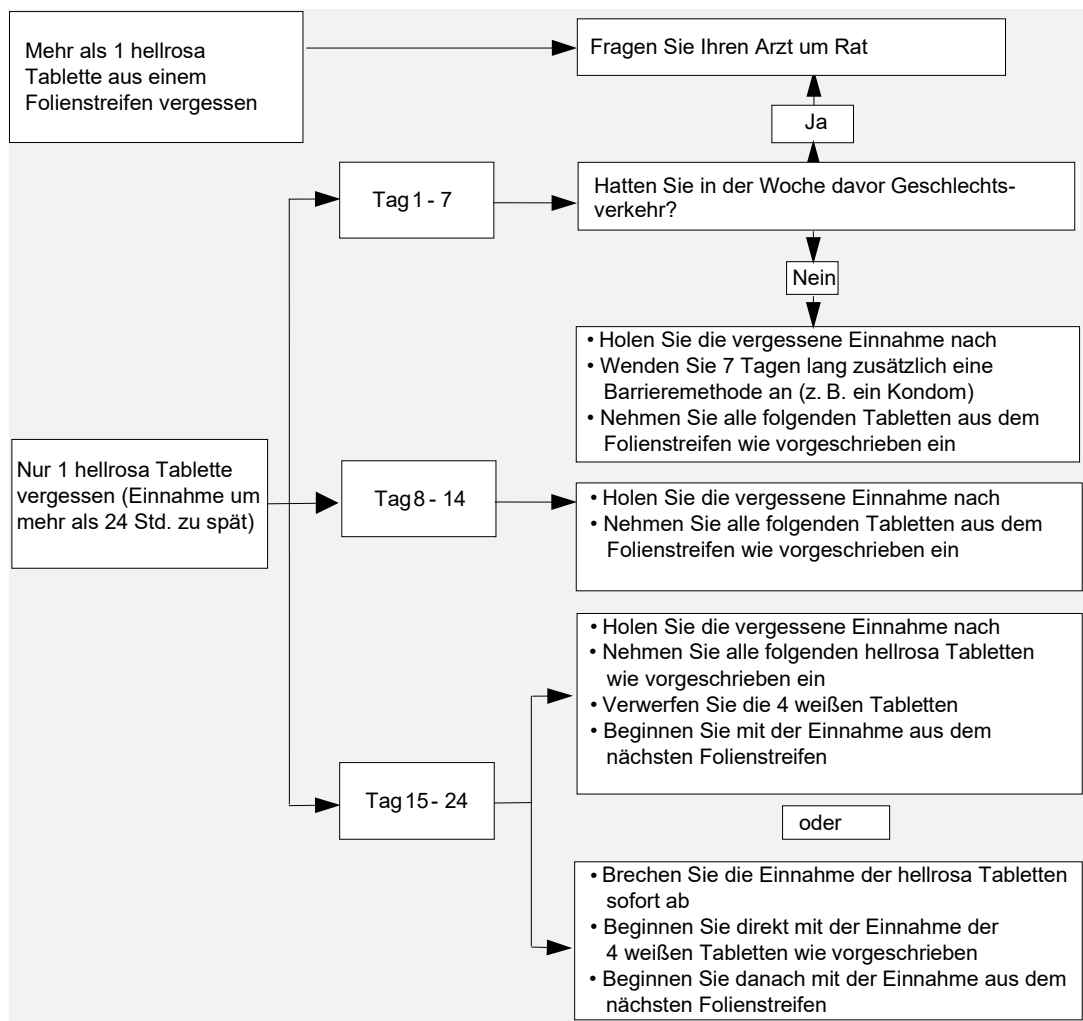 Mehr als 1 hellrosa
Tablette aus einem
Folienstreifen vergessen
Fragen Sie Ihren Arzt um Rat
Ja
Tag 1 - 7
Hatten Sie in der Woche davor Geschlechts-
verkehr?
Nein
• Holen Sie die vergessene Einnahme nach
• Wenden Sie 7 Tagen lang zusätzlich eine
Barrieremethode an (z. B. ein Kondom)
• Nehmen Sie alle folgenden Tabletten aus dem
Folienstreifen wie vorgeschrieben ein
Nur 1 hellrosa Tablette
vergessen (Einnahme um
mehr als 24 Std. zu spät)
Tag 8 - 14
• Holen Sie die vergessene Einnahme nach
• Nehmen Sie alle folgenden Tabletten aus dem
Folienstreifen wie vorgeschrieben ein
Tag 15 - 24
• Holen Sie die vergessene Einnahme nach
• Nehmen Sie alle folgenden hellrosa Tabletten
wie vorgeschrieben ein
• Verwerfen Sie die 4 weißen Tabletten
• Beginnen Sie mit der Einnahme aus dem
nächsten Folienstreifen
oder
• Brechen Sie die Einnahme der hellrosa Tabletten
sofort ab
• Beginnen Sie direkt mit der Einnahme der
4 weißen Tabletten wie vorgeschrieben
• Beginnen Sie danach mit der Einnahme aus dem
nächsten Folienstreifen